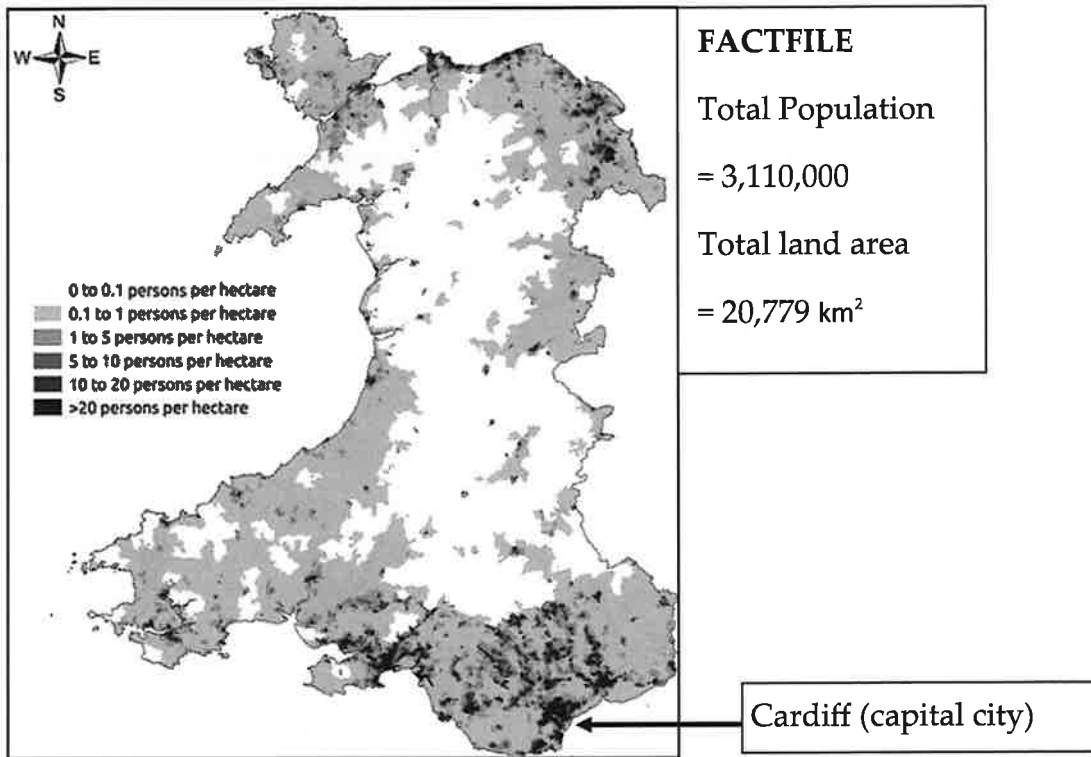 N
W E
S
0 to 0.1 persons per hectare
0.1 to 1 persons per hectare
1 to 5 persons per hectare
5 to 10 persons per hectare
10 to 20 persons per hectare
>20 persons per hectare
FACTFILE
Total Population
= 3,110,000
Total land area
= 20,779 km²
Cardiff (capital city)